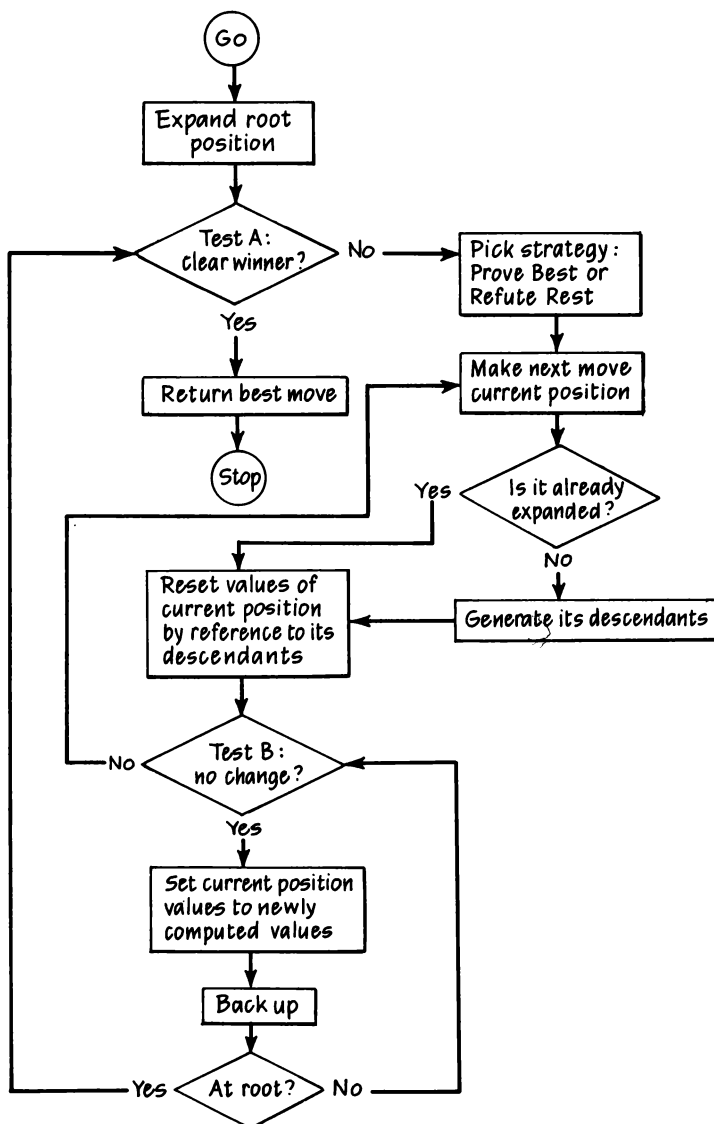 Go
Expand root
position
Test A:
clear winner?
No
Pick strategy:
Prove Best or
Refute Rest
Yes
Return best move
Make next move
current position
Stop
Yes
Is it already
expanded?
No
Reset values of
current position
by reference to its
descendants
Generate its descendants
Test B:
no change?
No
Yes
Set current position
values to newly
computed values
Back up
Yes
At root?
No